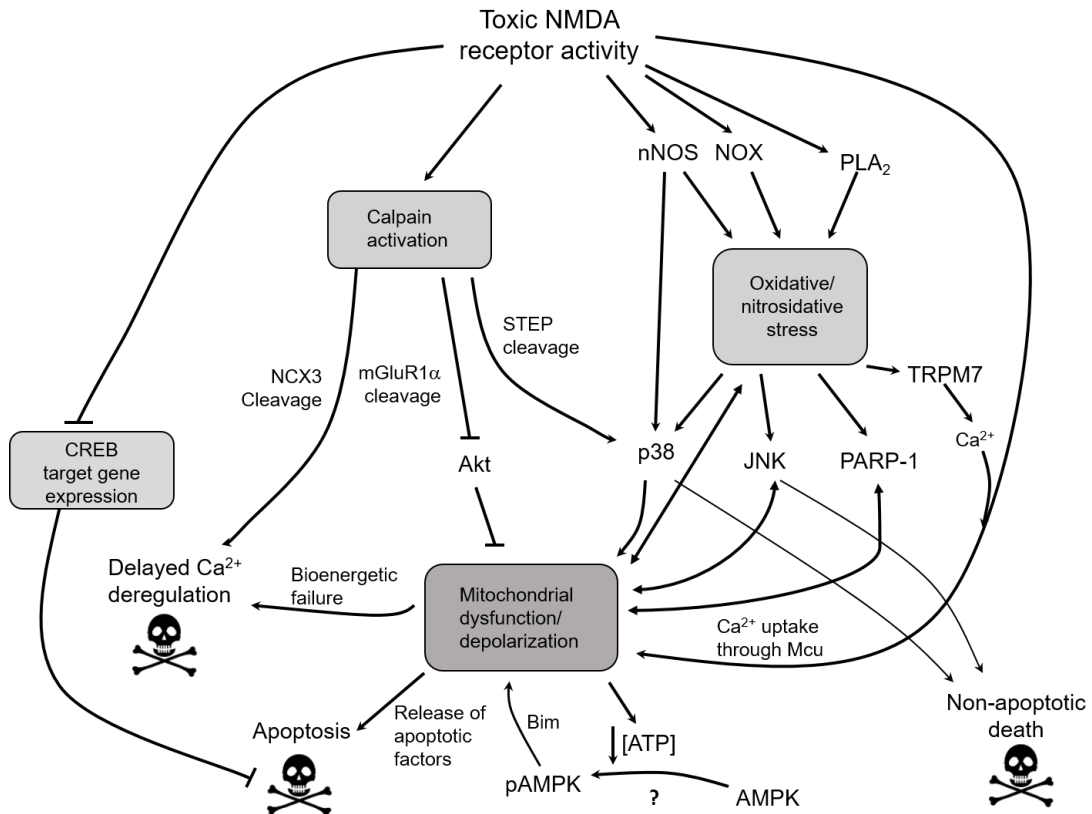 Toxic NMDA
receptor activity
nNOS
NOX
PLA₂
Calpain
activation
Oxidative/
nitrosidative
stress
STEP
cleavage
NCX3
Cleavage
mGluR1α
cleavage
TRPM7
Ca²⁺
CREB
target gene
expression
Akt
p38
JNK
PARP-1
Delayed Ca²⁺
deregulation
Bioenergetic
failure
Mitochondrial
dysfunction/
depolarization
Ca²⁺ uptake
through Mcu
Non-apoptotic
death
Apoptosis
Release of
apoptotic
factors
Bim
[ATP]
pAMPK
?
AMPK